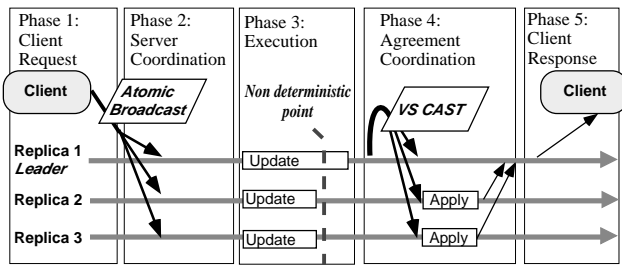 Phase 1:
Client
Request
Phase 2:
Server
Coordination
Phase 3:
Execution
Phase 4:
Agreement
Coordination
Phase 5:
Client
Response
Client
Atomic
Broadcast
Non deterministic
point
VS CAST
Client
Replica 1
Leader
Update
Replica 2
Update
Apply
Replica 3
Update
Apply